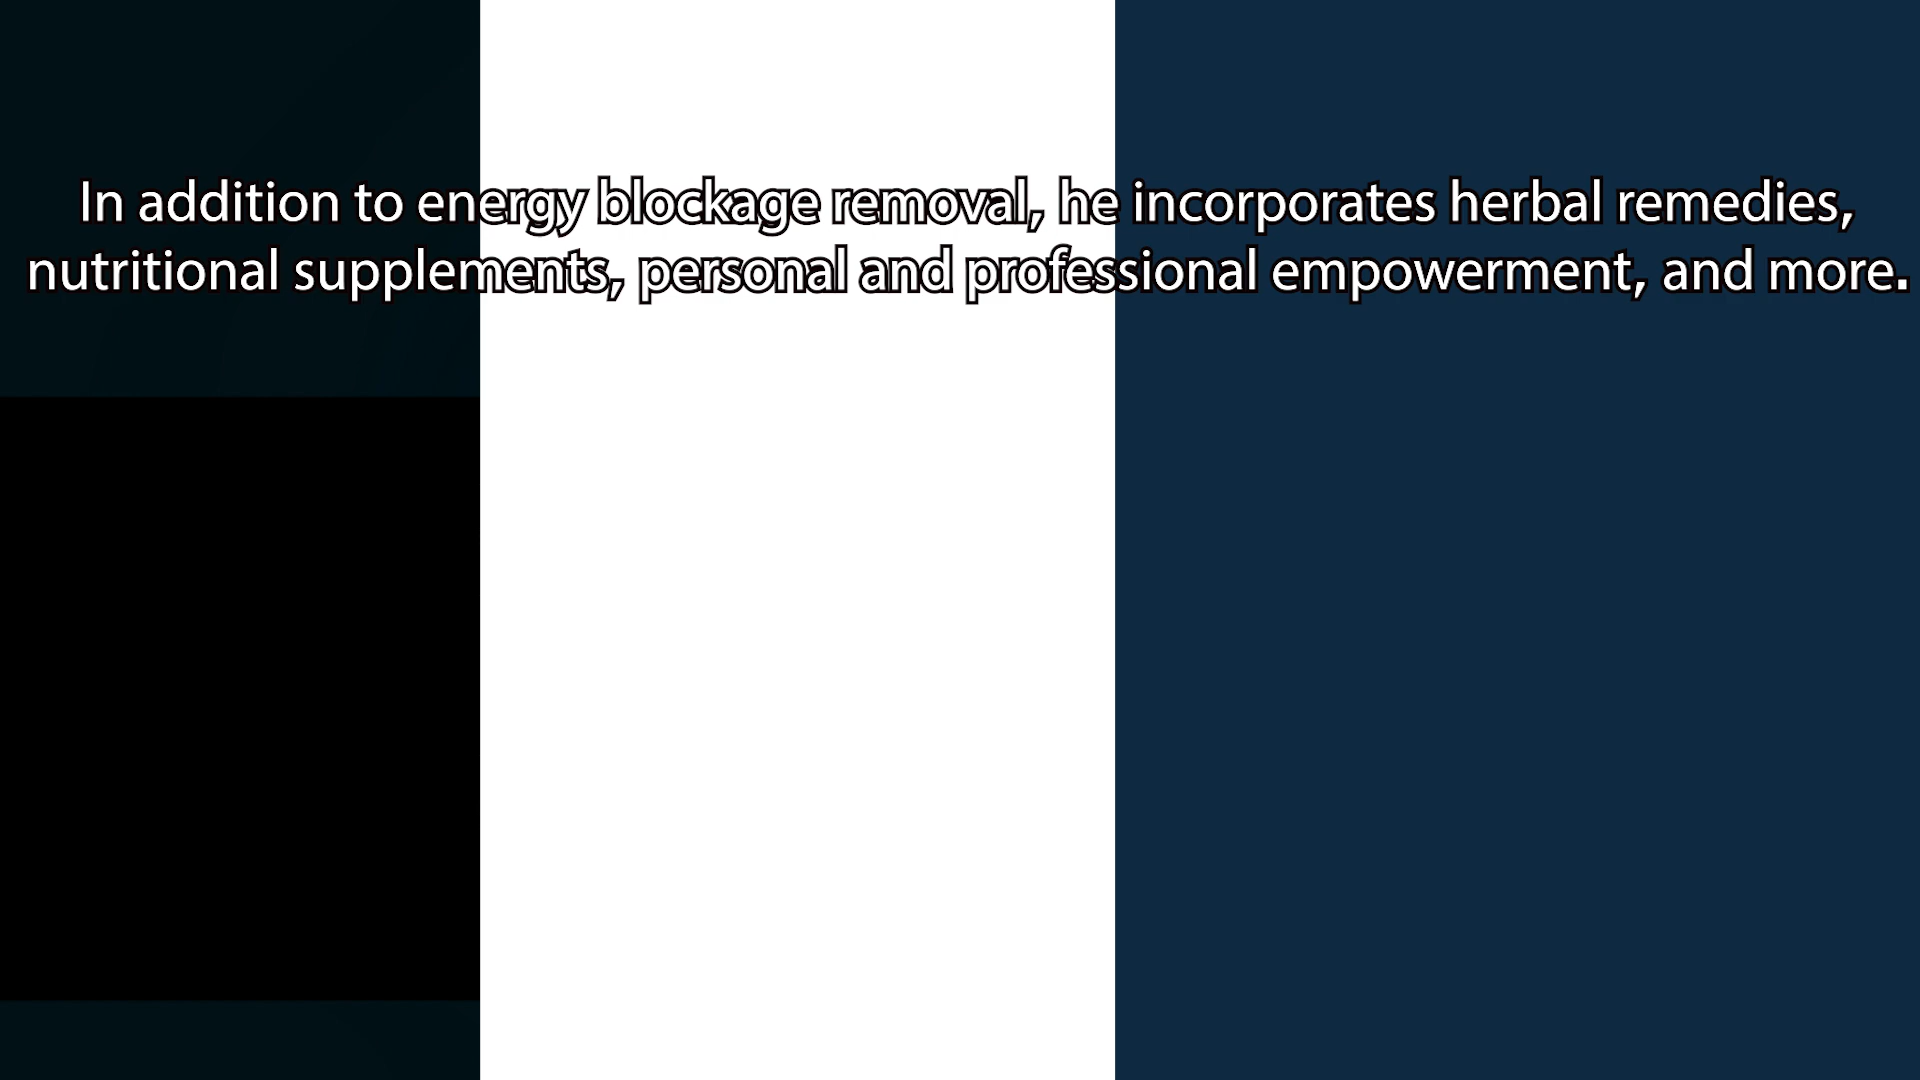 In addition to energy blockage removal, he incorporates herbal remedies,
nutritional supplements, personal and professional empowerment, and more.